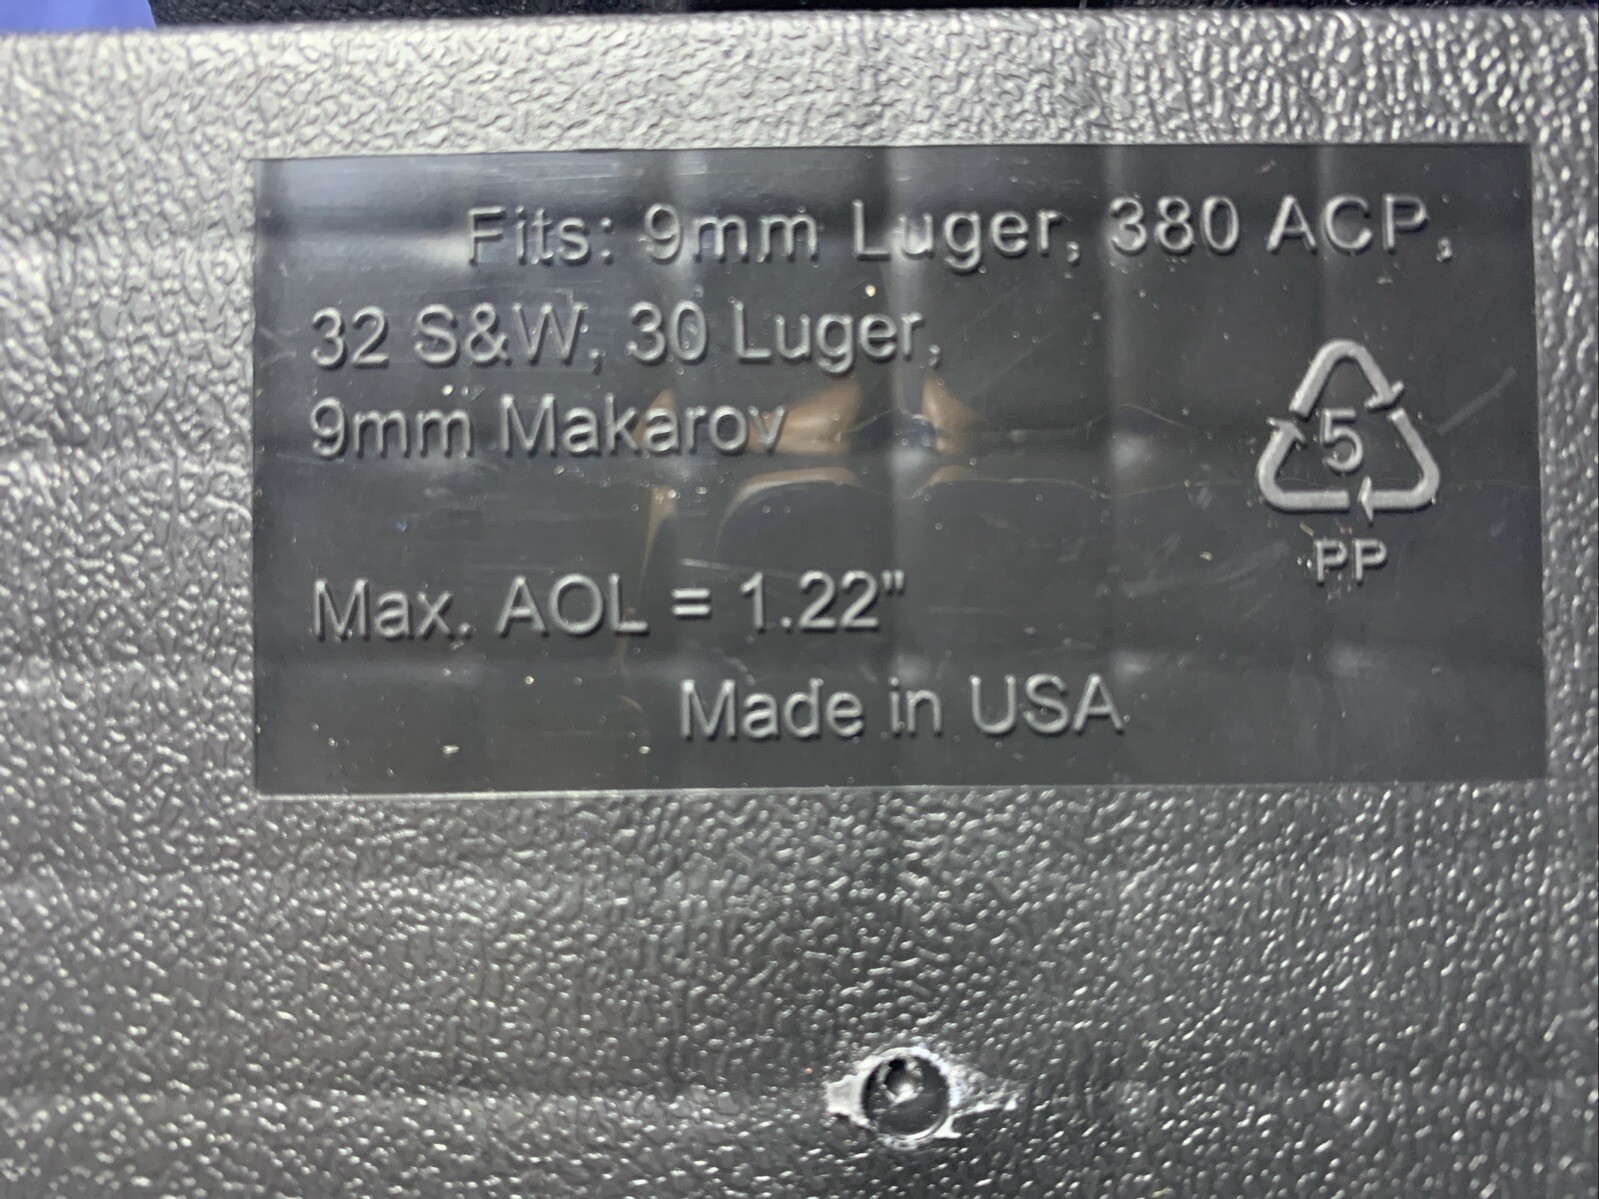 Fits: 9mm Luger, 380 ACP,
32 S&W, 30 Luger,
9mm Makarov
5
PP
Max. AOL = 1.22"
Made in USA